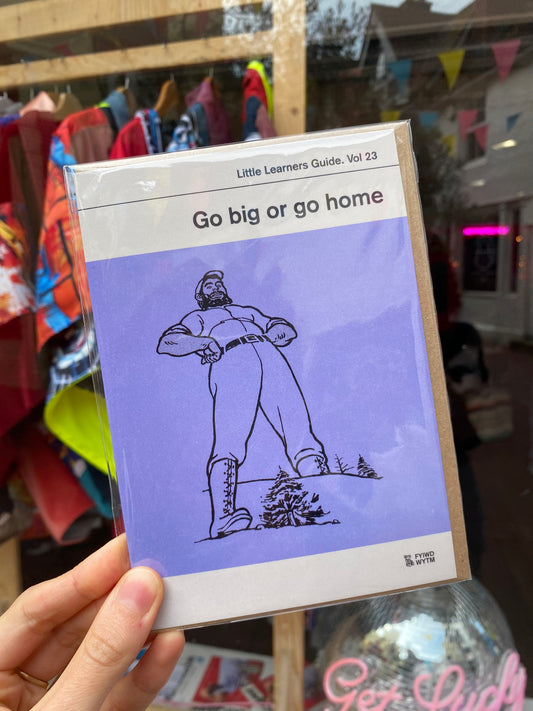 Little Learners Guide. Vol 23
Go big or go home
FYIWD
WYTM
Get Lucky